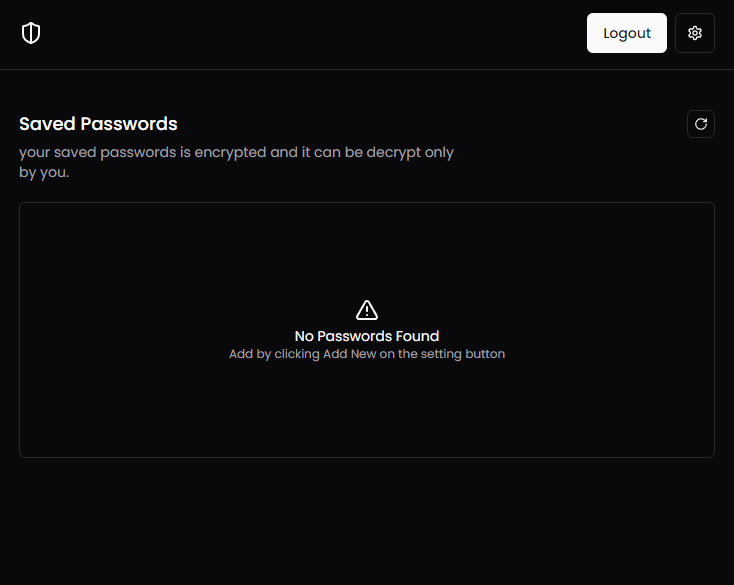 Logout
Saved Passwords
your saved passwords is encrypted and it can be decrypt only
by you.
No Passwords Found
Add by clicking Add New on the setting button